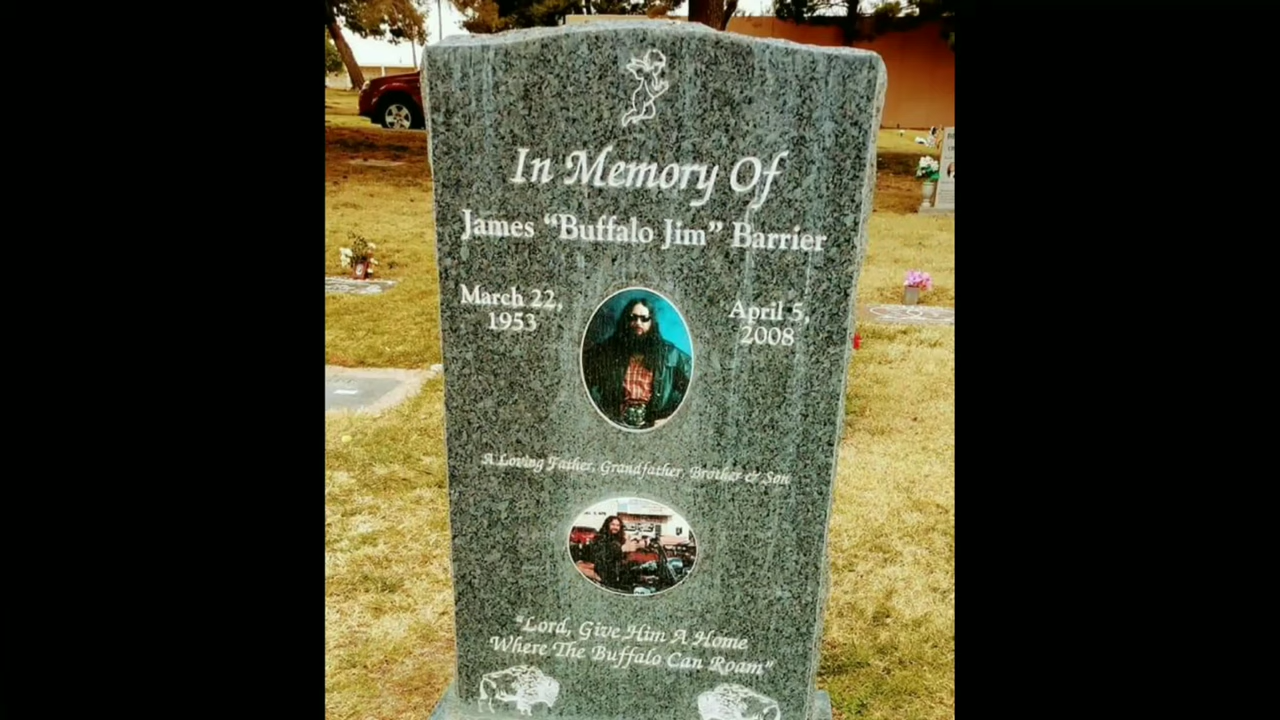 In Memory Of
James “Buffalo Jim” Barrier
March 22,
1953
April 5,
2008
A Loving Father, Grandfather, Brother & Son
“Lord, Give Him A Home
Where The Buffalo Can Roam”